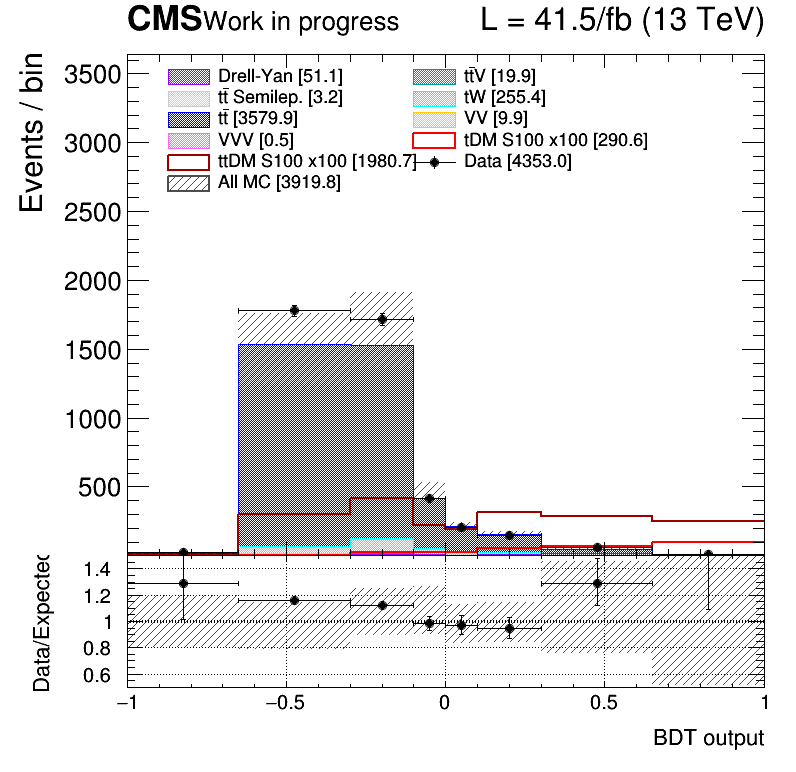 CMS Work in progress L = 41.5/fb (13 TeV)
Events / bin
3500
3000
2500
2000
1500
1000
500
Drell-Yan [51.1] tt̄V [19.9]
tt̄ Semilep. [3.2] tW [255.4]
tt̄ [3579.9] VV [9.9]
VVV [0.5] tDM S100 x100 [290.6]
ttDM S100 x100 [1980.7] Data [4353.0]
All MC [3919.8]
Data/Expected
1.4
1.2
1
0.8
0.6
−1 −0.5 0 0.5 1
BDT output